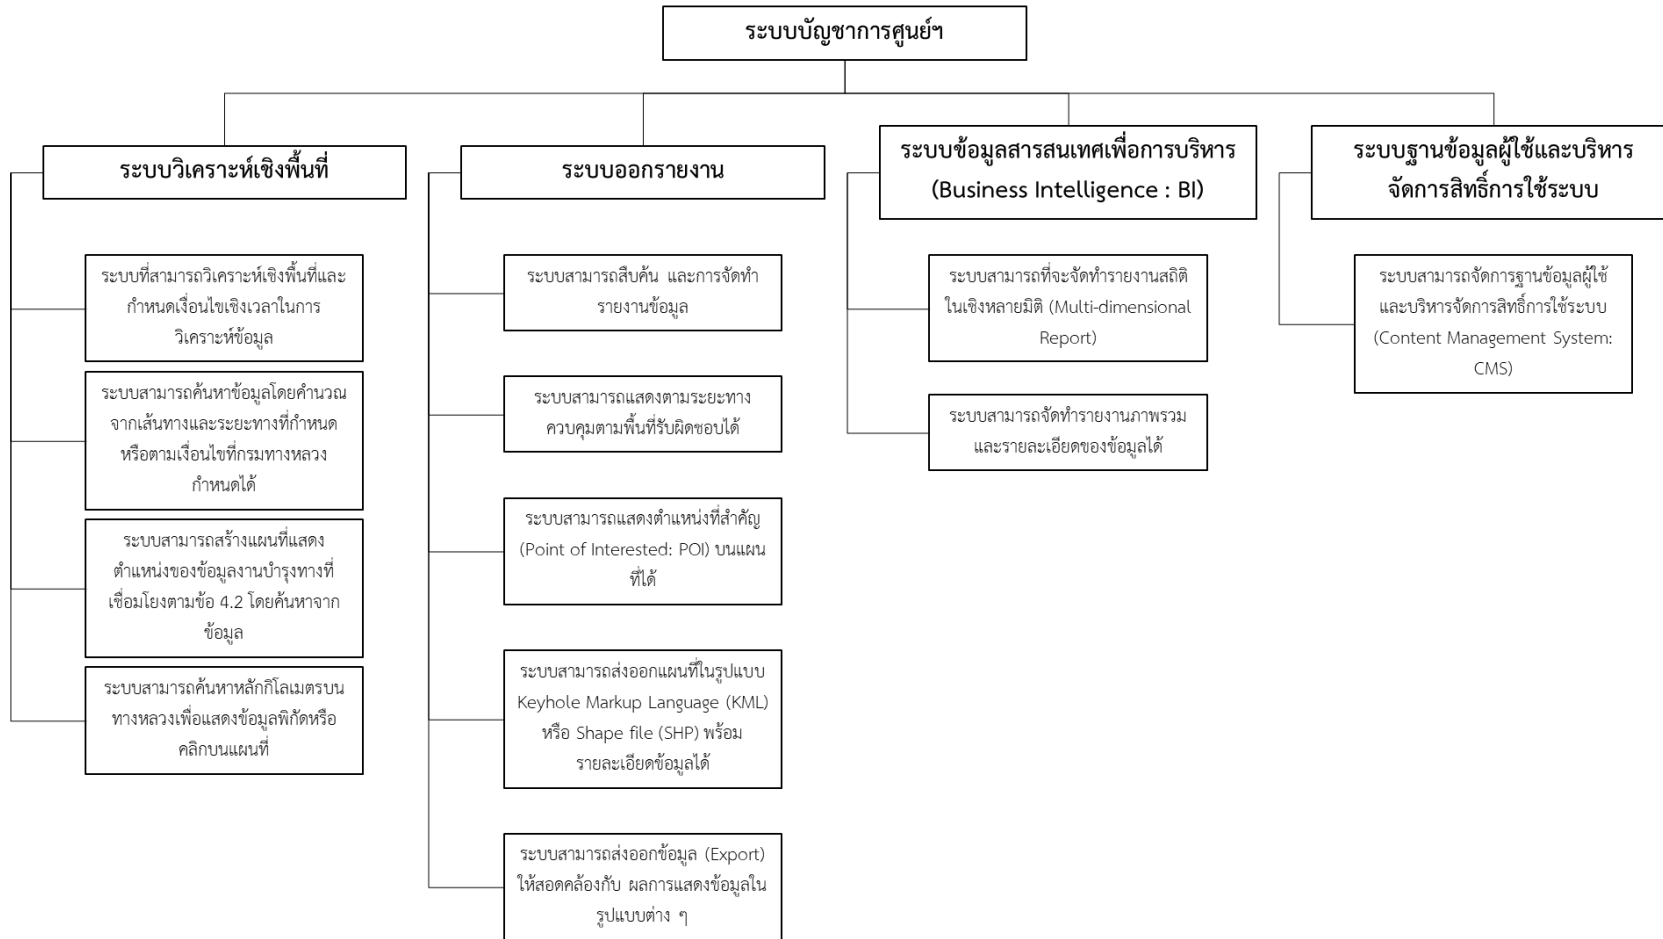 ระบบบัญชาการศูนย์ฯ
ระบบวิเคราะห์เชิงพื้นที่
ระบบที่สามารถวิเคราะห์เชิงพื้นที่และ
กำหนดเงื่อนไขเชิงเวลาในการ
วิเคราะห์ข้อมูล
ระบบสามารถค้นหาข้อมูลโดยคำนวณ
จากเส้นทางและระยะทางที่กำหนด
หรือตามเงื่อนไขที่กรมทางหลวง
กำหนดได้
ระบบสามารถสร้างแผนที่แสดง
ตำแหน่งของข้อมูลงานบำรุงทางที่
เชื่อมโยงตามข้อ 4.2 โดยค้นหาจาก
ข้อมูล
ระบบสามารถค้นหาหลักกิโลเมตรบน
ทางหลวงเพื่อแสดงข้อมูลพิกัดหรือ
คลิกบนแผนที่
ระบบออกรายงาน
ระบบสามารถสืบค้น และการจัดทำ
รายงานข้อมูล
ระบบสามารถแสดงตามระยะทาง
ควบคุมตามพื้นที่รับผิดชอบได้
ระบบสามารถแสดงตำแหน่งที่สำคัญ
(Point of Interested: POI) บนแผน
ที่ได้
ระบบสามารถส่งออกแผนที่ในรูปแบบ
Keyhole Markup Language (KML)
หรือ Shape file (SHP) พร้อม
รายละเอียดข้อมูลได้
ระบบสามารถส่งออกข้อมูล (Export)
ให้สอดคล้องกับ ผลการแสดงข้อมูลใน
รูปแบบต่าง ๆ
ระบบข้อมูลสารสนเทศเพื่อการบริหาร
(Business Intelligence : BI)
ระบบสามารถที่จะจัดทำรายงานสถิติ
ในเชิงหลายมิติ (Multi-dimensional
Report)
ระบบสามารถจัดทำรายงานภาพรวม
และรายละเอียดของข้อมูลได้
ระบบฐานข้อมูลผู้ใช้และบริหาร
จัดการสิทธิ์การใช้ระบบ
ระบบสามารถจัดการฐานข้อมูลผู้ใช้
และบริหารจัดการสิทธิ์การใช้ระบบ
(Content Management System:
CMS)